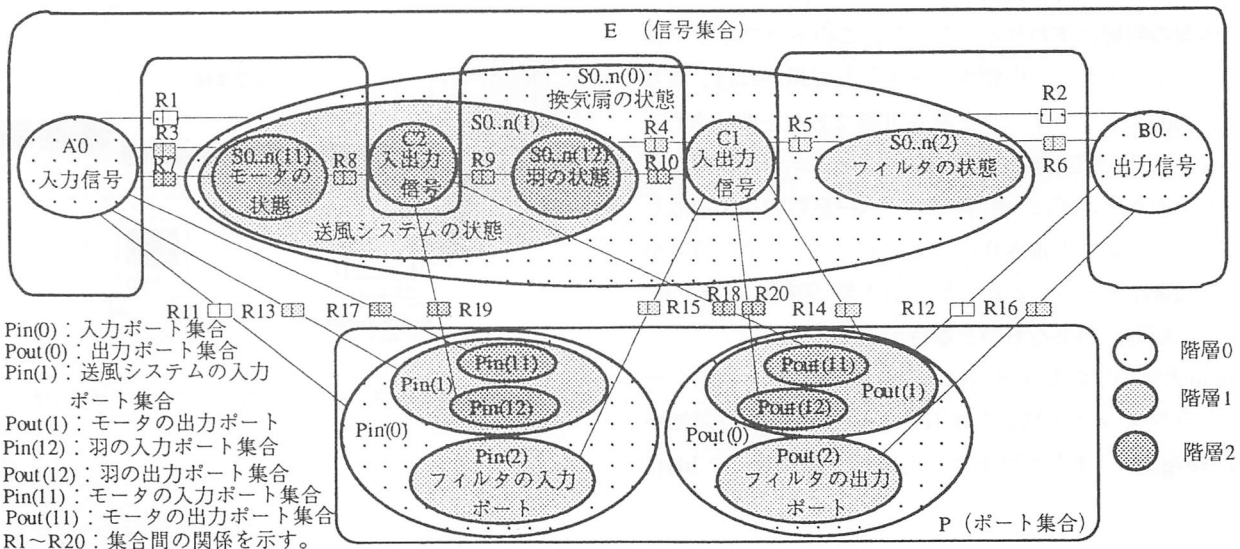 E （信号集合）
S0..n(0)
換気扇の状態
R1
R2
R3
S0..n(1)
R4
R5
A0
入力信号
C2
入出力
信号
C1
入出力
信号
B0
出力信号
S0..n(11)
モータの
状態
R7
R8
R9
S0..n(12)
羽の状態
R10
S0..n(2)
フィルタの状態
R6
送風システムの状態
R11
R13
R17
R19
R15
R18
R20
R14
R12
R16
Pin(0)：入力ポート集合
Pout(0)：出力ポート集合
Pin(1)：送風システムの入力
ポート集合
Pout(1)：モータの出力ポート
Pin(12)：羽の入力ポート集合
Pout(12)：羽の出力ポート集合
Pin(11)：モータの入力ポート集合
Pout(11)：モータの出力ポート集合
R1～R20：集合間の関係を示す。
Pin(11)
Pin(1)
Pin(12)
Pin(0)
Pin(2)
フィルタの入力
ポート
Pout(11)
Pout(1)
Pout(12)
Pout(0)
Pout(2)
フィルタの出力
ポート
P （ポート集合）
階層0
階層1
階層2